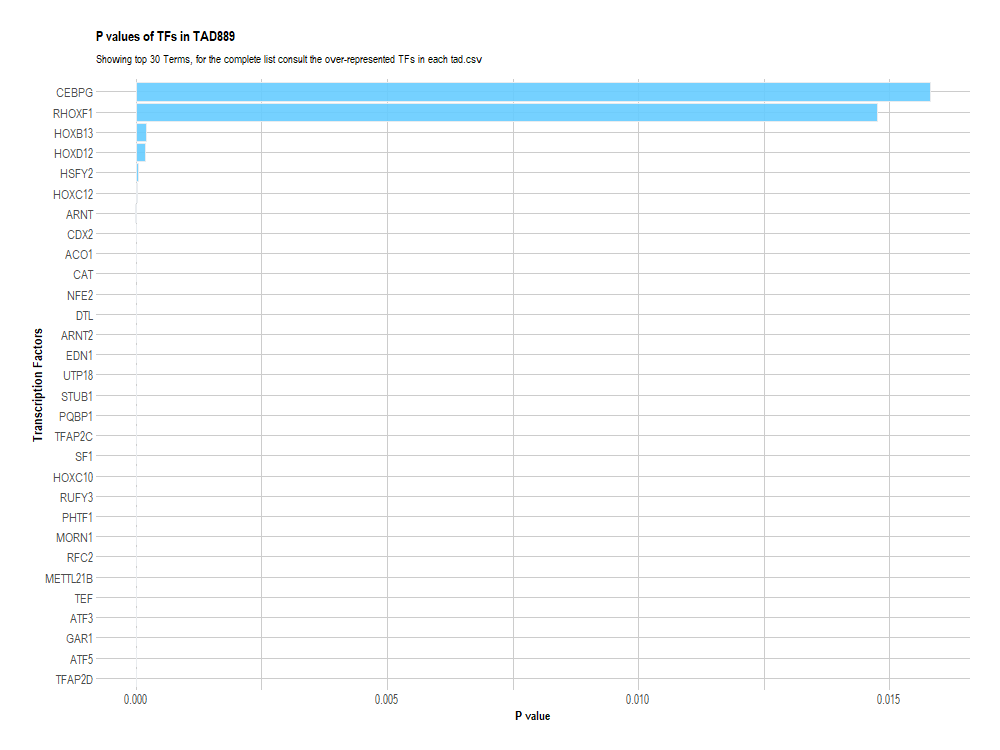 P values of TFs in TAD889
Showing top 30 Terms, for the complete list consult the over-represented TFs in each tad.csv
Transcription Factors
CEBPG
RHOXF1
HOXB13
HOXD12
HSFY2
HOXC12
ARNT
CDX2
ACO1
CAT
NFE2
DTL
ARNT2
EDN1
UTP18
STUB1
PQBP1
TFAP2C
SF1
HOXC10
RUFY3
PHTF1
MORN1
RFC2
METTL21B
TEF
ATF3
GAR1
ATF5
TFAP2D
0.000 0.005 0.010 0.015
P value